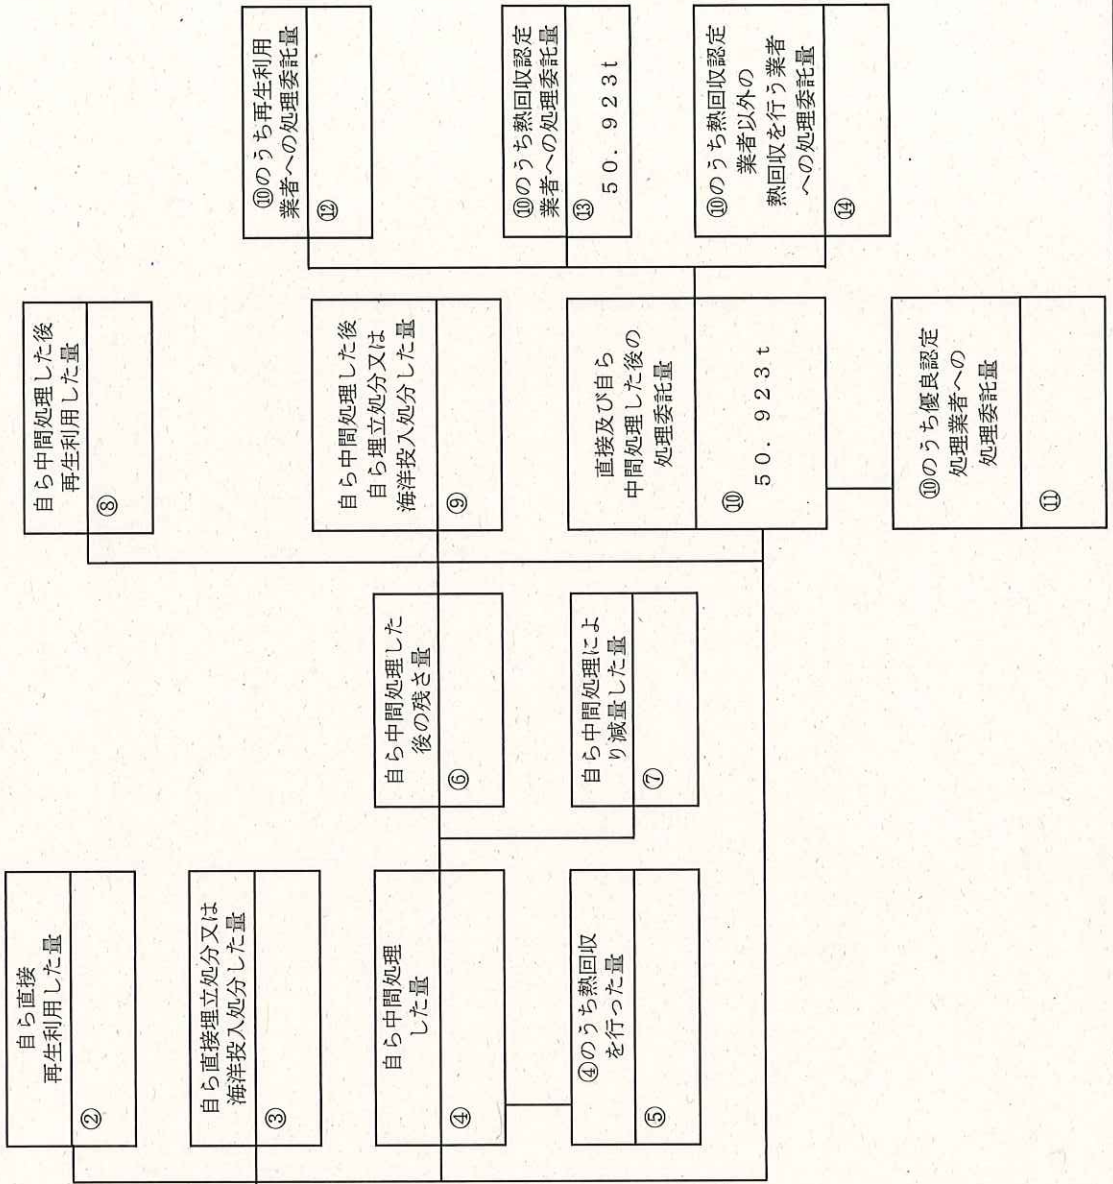 自ら直接
再生利用した量
②
自ら直接埋立処分又は
海洋投入処分した量
③
自ら中間処理
した量
④
④のうち熱回収
を行った量
⑤
自ら中間処理した
後の残さ量
⑥
自ら中間処理によ
り減量した量
⑦
自ら中間処理した後
再生利用した量
⑧
自ら中間処理した後
自ら埋立処分又は
海洋投入処分した量
⑨
直接及び自ら
中間処理した後の
処理委託量
⑩
50.923t
⑩のうち優良認定
処理業者への
処理委託量
⑪
⑩のうち再生利用
業者への処理委託量
⑫
⑩のうち熱回収認定
業者への処理委託量
⑬
50.923t
⑩のうち熱回収認定
業者以外の
熱回収を行う業者
への処理委託量
⑭